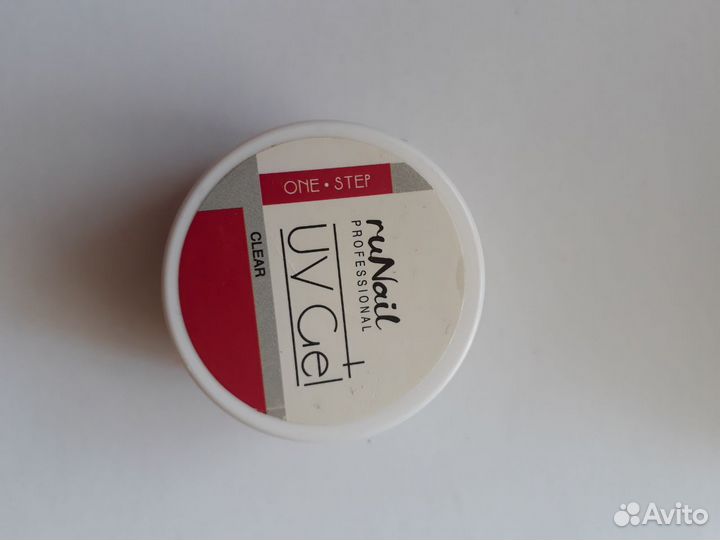 ruNail
PROFESSIONAL
UV Gel
CLEAR
ONE • STEP
Avito